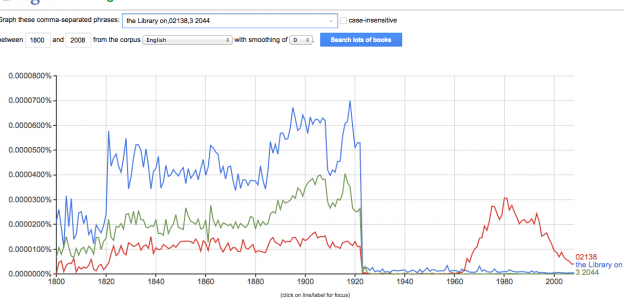 Graph these comma-separated phrases: the Library on,02138,3 2044 case-insensitive
between 1800 and 2008 from the corpus English with smoothing of 0 . Search lots of books
0.0000800%
0.0000700%
0.0000600%
0.0000500%
0.0000400%
0.0000300%
0.0000200%
0.0000100%
0.0000000%
1800 1820 1840 1860 1880 1900 1920 1940 1960 1980 2000
02138
the Library on
3 2044
(click on line/label for focus)